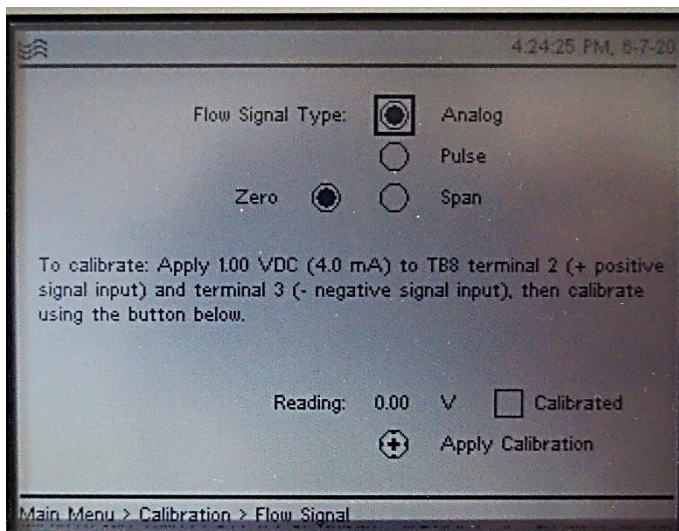 4:24:25 PM, 6-7-20
Flow Signal Type: Analog
Pulse
Zero Span
To calibrate: Apply 1.00 VDC (4.0 mA) to TB8 terminal 2 (+ positive
signal input) and terminal 3 (- negative signal input), then calibrate
using the button below.
Reading: 0.00 V Calibrated
Apply Calibration
Main Menu > Calibration > Flow Signal